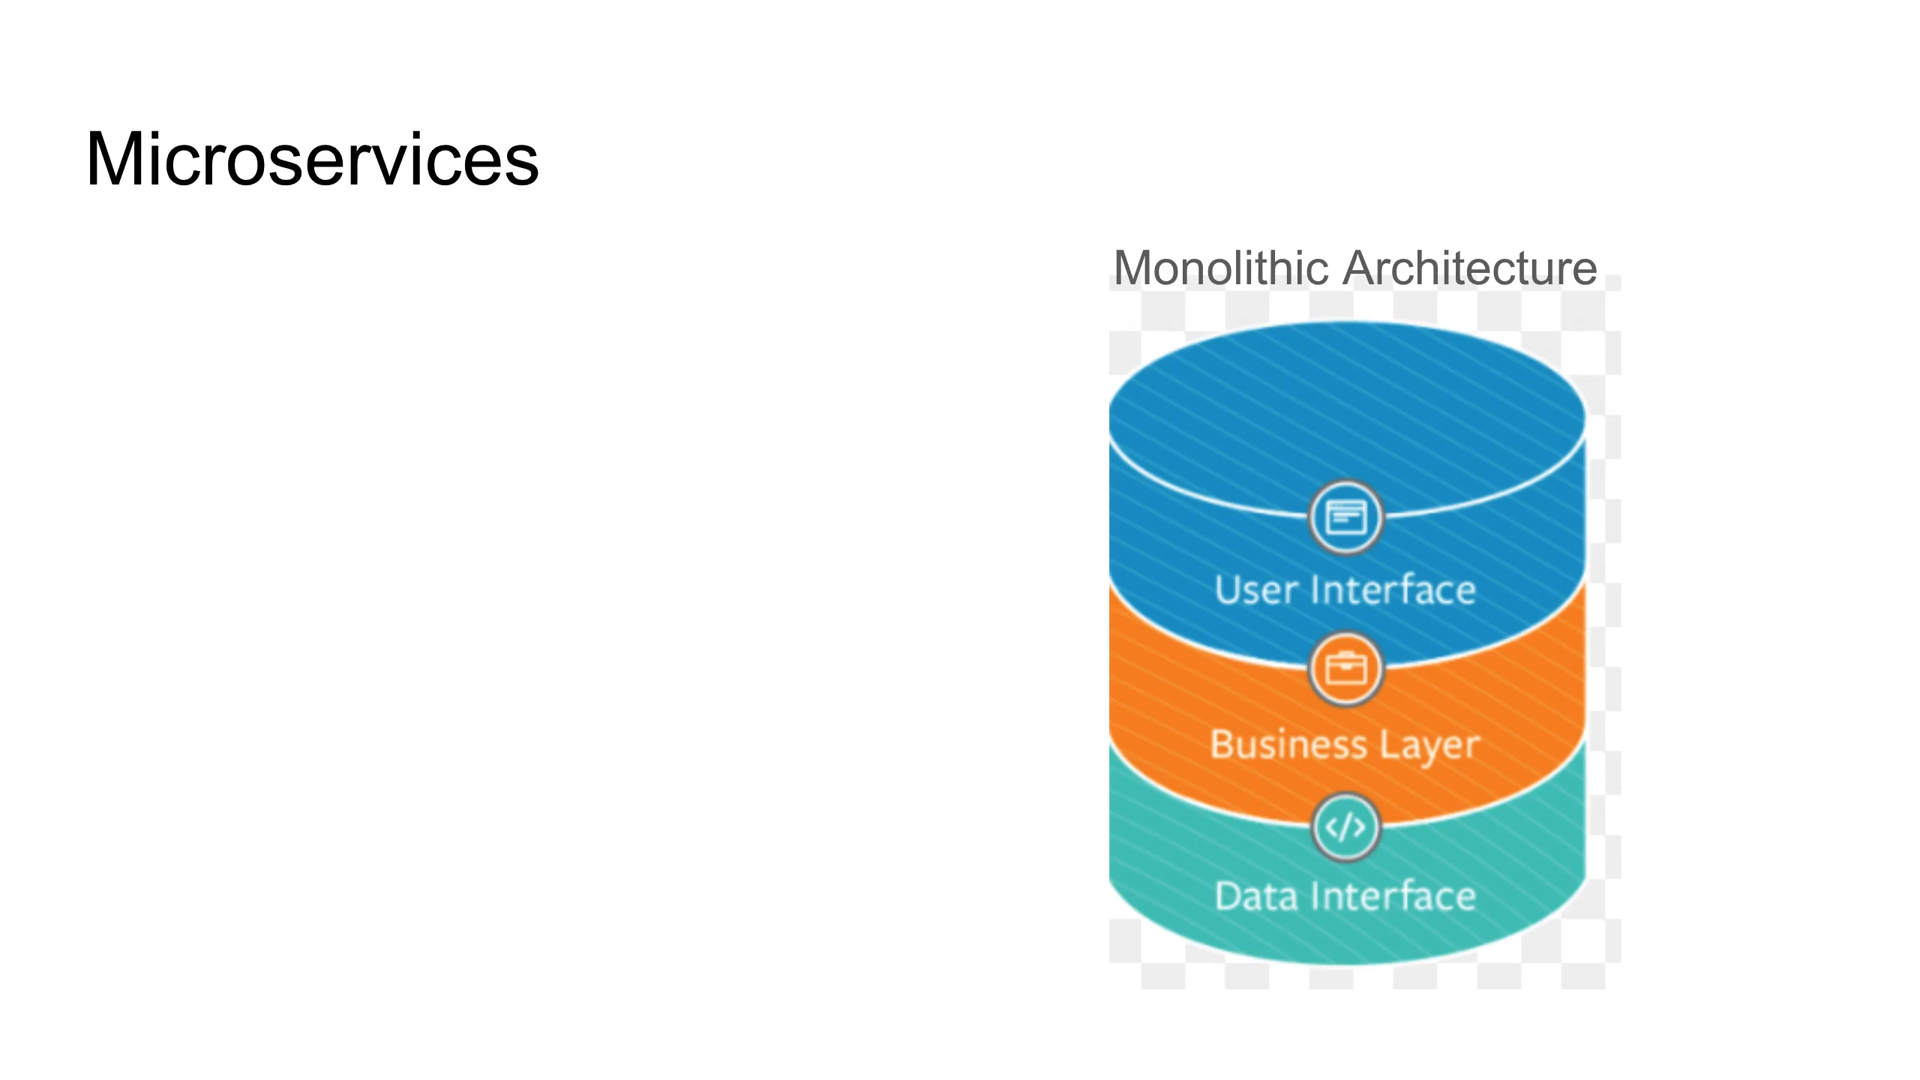 Microservices
Monolithic Architecture
User Interface
Business Layer
Data Interface